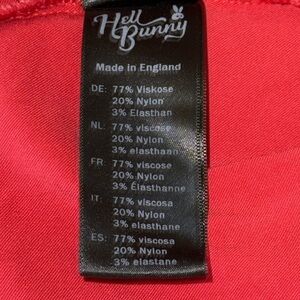 Hell
Bunny
Made in England
DE: 77% Viskose
20% Nylon
3% Elasthan
NL: 77% viscose
20% Nylon
3% elasthaan
FR: 77% viscose
20% Nylon
3% Élasthanne
IT: 77% viscosa
20% Nylon
3% elastane
ES: 77% viscosa
20% Nylon
3% elastane